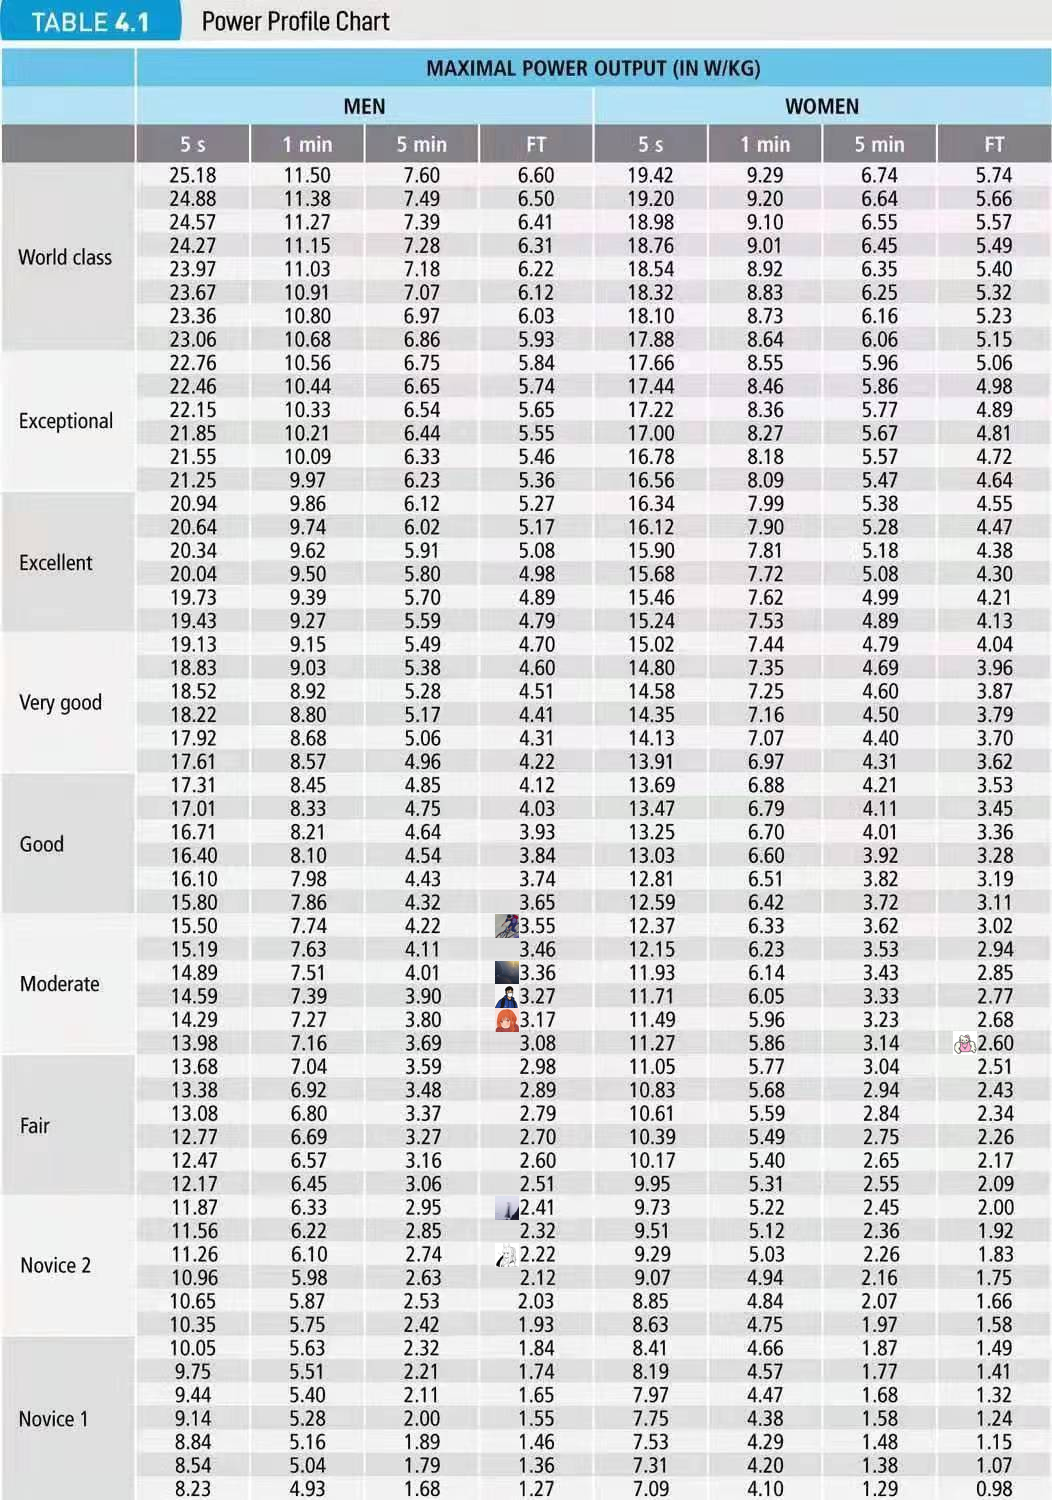 TABLE 4.1 Power Profile Chart
MAXIMAL POWER OUTPUT (IN W/KG)
MEN WOMEN
5 s 1 min 5 min FT 5 s 1 min 5 min FT
25.18 11.50 7.60 6.60 19.42 9.29 6.74 5.74
24.88 11.38 7.49 6.50 19.20 9.20 6.64 5.66
24.57 11.27 7.39 6.41 18.98 9.10 6.55 5.57
24.27 11.15 7.28 6.31 18.76 9.01 6.45 5.49
World class
23.97 11.03 7.18 6.22 18.54 8.92 6.35 5.40
23.67 10.91 7.07 6.12 18.32 8.83 6.25 5.32
23.36 10.80 6.97 6.03 18.10 8.73 6.16 5.23
23.06 10.68 6.86 5.93 17.88 8.64 6.06 5.15
22.76 10.56 6.75 5.84 17.66 8.55 5.96 5.06
22.46 10.44 6.65 5.74 17.44 8.46 5.86 4.98
22.15 10.33 6.54 5.65 17.22 8.36 5.77 4.89
Exceptional
21.85 10.21 6.44 5.55 17.00 8.27 5.67 4.81
21.55 10.09 6.33 5.46 16.78 8.18 5.57 4.72
21.25 9.97 6.23 5.36 16.56 8.09 5.47 4.64
20.94 9.86 6.12 5.27 16.34 7.99 5.38 4.55
20.64 9.74 6.02 5.17 16.12 7.90 5.28 4.47
20.34 9.62 5.91 5.08 15.90 7.81 5.18 4.38
Excellent
20.04 9.50 5.80 4.98 15.68 7.72 5.08 4.30
19.73 9.39 5.70 4.89 15.46 7.62 4.99 4.21
19.43 9.27 5.59 4.79 15.24 7.53 4.89 4.13
19.13 9.15 5.49 4.70 15.02 7.44 4.79 4.04
18.83 9.03 5.38 4.60 14.80 7.35 4.69 3.96
18.52 8.92 5.28 4.51 14.58 7.25 4.60 3.87
Very good
18.22 8.80 5.17 4.41 14.35 7.16 4.50 3.79
17.92 8.68 5.06 4.31 14.13 7.07 4.40 3.70
17.61 8.57 4.96 4.22 13.91 6.97 4.31 3.62
17.31 8.45 4.85 4.12 13.69 6.88 4.21 3.53
17.01 8.33 4.75 4.03 13.47 6.79 4.11 3.45
16.71 8.21 4.64 3.93 13.25 6.70 4.01 3.36
Good
16.40 8.10 4.54 3.84 13.03 6.60 3.92 3.28
16.10 7.98 4.43 3.74 12.81 6.51 3.82 3.19
15.80 7.86 4.32 3.65 12.59 6.42 3.72 3.11
15.50 7.74 4.22 3.55 12.37 6.33 3.62 3.02
15.19 7.63 4.11 3.46 12.15 6.23 3.53 2.94
14.89 7.51 4.01 3.36 11.93 6.14 3.43 2.85
Moderate
14.59 7.39 3.90 3.27 11.71 6.05 3.33 2.77
14.29 7.27 3.80 3.17 11.49 5.96 3.23 2.68
13.98 7.16 3.69 3.08 11.27 5.86 3.14 2.60
13.68 7.04 3.59 2.98 11.05 5.77 3.04 2.51
13.38 6.92 3.48 2.89 10.83 5.68 2.94 2.43
13.08 6.80 3.37 2.79 10.61 5.59 2.84 2.34
Fair
12.77 6.69 3.27 2.70 10.39 5.49 2.75 2.26
12.47 6.57 3.16 2.60 10.17 5.40 2.65 2.17
12.17 6.45 3.06 2.51 9.95 5.31 2.55 2.09
11.87 6.33 2.95 2.41 9.73 5.22 2.45 2.00
11.56 6.22 2.85 2.32 9.51 5.12 2.36 1.92
11.26 6.10 2.74 2.22 9.29 5.03 2.26 1.83
Novice 2
10.96 5.98 2.63 2.12 9.07 4.94 2.16 1.75
10.65 5.87 2.53 2.03 8.85 4.84 2.07 1.66
10.35 5.75 2.42 1.93 8.63 4.75 1.97 1.58
10.05 5.63 2.32 1.84 8.41 4.66 1.87 1.49
9.75 5.51 2.21 1.74 8.19 4.57 1.77 1.41
9.44 5.40 2.11 1.65 7.97 4.47 1.68 1.32
Novice 1
9.14 5.28 2.00 1.55 7.75 4.38 1.58 1.24
8.84 5.16 1.89 1.46 7.53 4.29 1.48 1.15
8.54 5.04 1.79 1.36 7.31 4.20 1.38 1.07
8.23 4.93 1.68 1.27 7.09 4.10 1.29 0.98